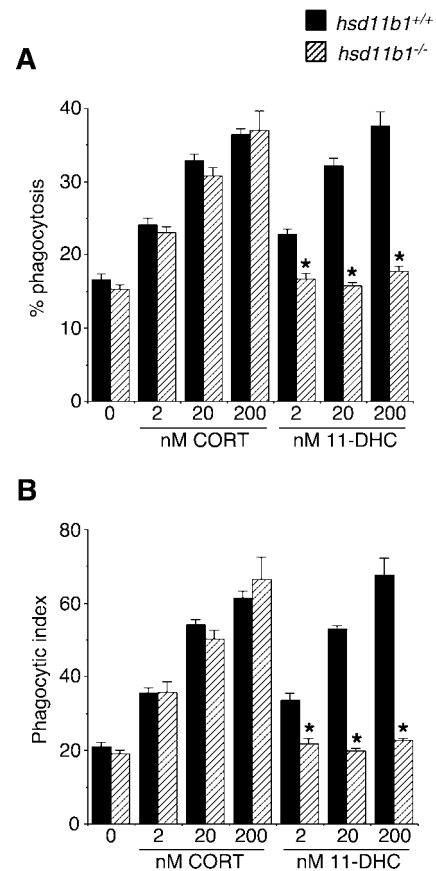 hsd11b1+/+
hsd11b1-/-
A
40
30
20
10
0
% phagocytosis
* * *
0 2 20 200 2 20 200
nM CORT nM 11-DHC
B
80
60
40
20
0
Phagocytic index
* * *
0 2 20 200 2 20 200
nM CORT nM 11-DHC